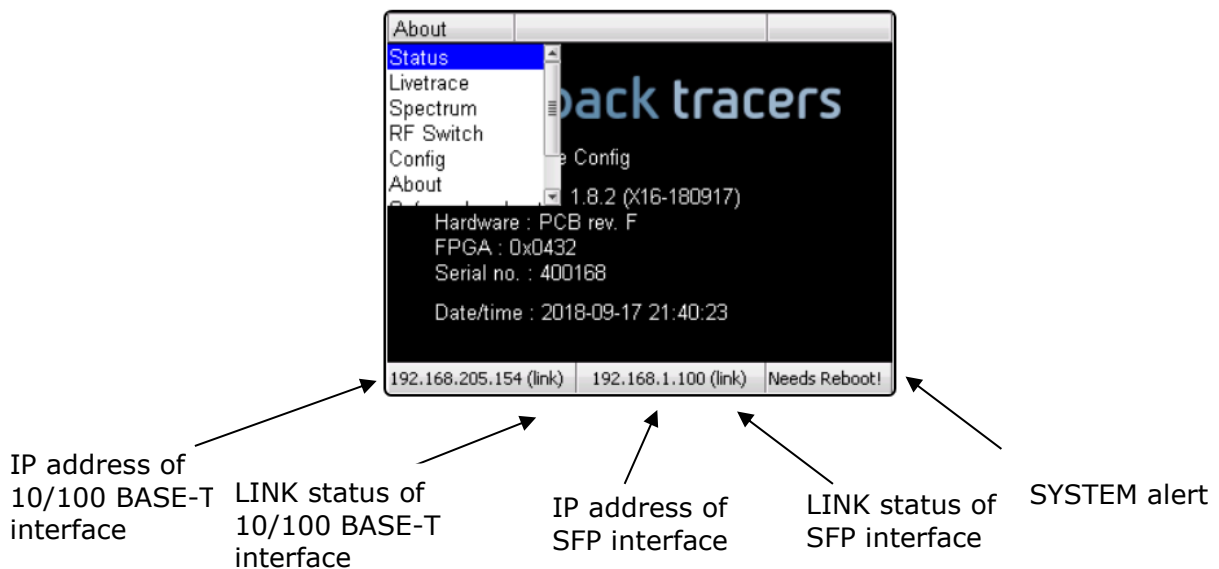 About
Status
Livetrace
Spectrum
RF Switch
Config
About
back tracers
Config
1.8.2 (X16-180917)
Hardware : PCB rev. F
FPGA : 0x0432
Serial no. : 400168
Date/time : 2018-09-17 21:40:23
192.168.205.154 (link) 192.168.1.100 (link) Needs Reboot!
IP address of
10/100 BASE-T
interface
LINK status of
10/100 BASE-T
interface
IP address of
SFP interface
LINK status of
SFP interface
SYSTEM alert